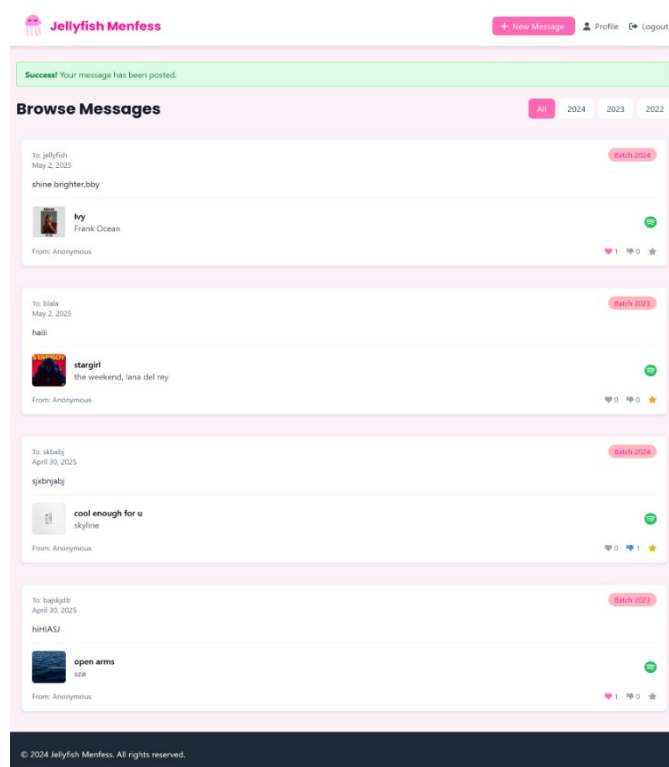 Jellyfish Menfess
+ New Message Profile Logout
Success! Your message has been posted.
Browse Messages
All 2024 2023 2022
To: jellyfish
Batch 2024
May 2, 2025
shine brighter,bby
Ivy
Frank Ocean
From: Anonymous
1 0
To: blala
Batch 2023
May 2, 2025
haiii
STARBOY
stargirl
the weekend, lana del rey
From: Anonymous
0 0
To: skbabj
Batch 2024
April 30, 2025
sjxbnjabj
cool enough for u
skyline
From: Anonymous
0 1
To: bajskjdb
Batch 2023
April 30, 2025
hiHIASJ
open arms
sza
From: Anonymous
1 0
© 2024 Jellyfish Menfess. All rights reserved.